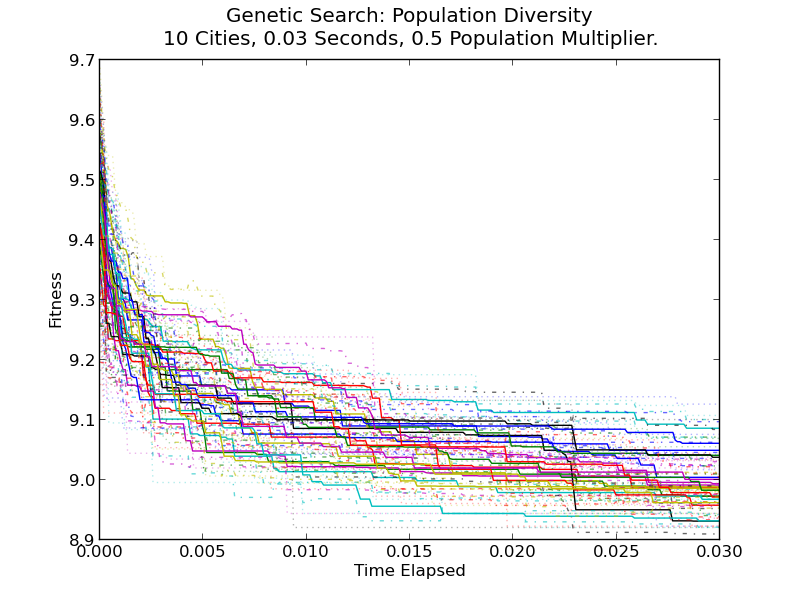 Genetic Search: Population Diversity
10 Cities, 0.03 Seconds, 0.5 Population Multiplier.
9.7
9.6
9.5
9.4
9.3
9.2
9.1
9.0
8.9
Fitness
0.000 0.005 0.010 0.015 0.020 0.025 0.030
Time Elapsed